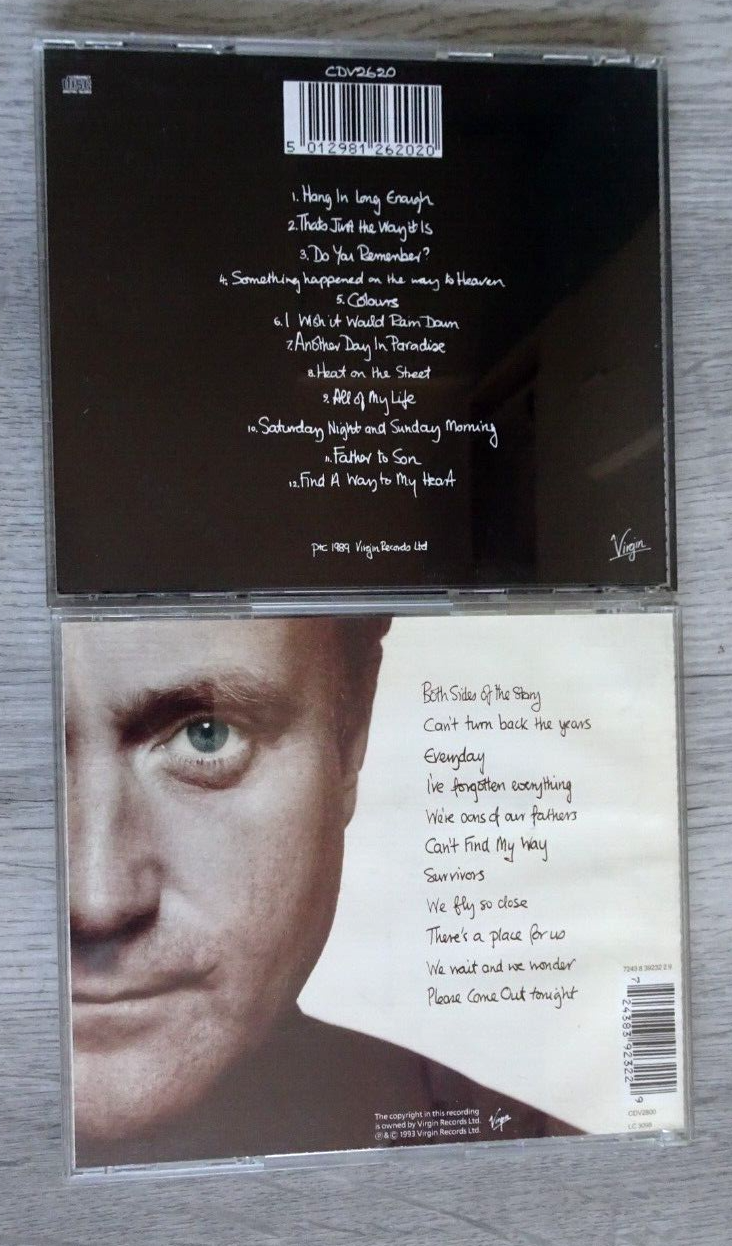 CDV2620
5 012981 262020
1. Hang In Long Enough
2. Thats Just the Way it Is
3. Do You Remember?
4. Something happened on the way to Heaven
5. Colours
6. I Wish it Would Rain Down
7. Another Day In Paradise
8. Heat on the Street
9. All of My Life
10. Saturday Night and Sunday Morning
11. Father to Son
12. Find A Way to My Heart
P+C 1989 Virgin Records Ltd
Virgin
Both Sides of the Story
Can't turn back the years
Everyday
I've forgotten everything
We're sons of our fathers
Can't Find My Way
Survivors
We fly so close
There's a place for us
We wait and we wonder
Please Come Out tonight
7243 8 39232 2 9
7 24383 92322 9
CDV2800
LC 3098
The copyright in this recording
is owned by Virgin Records Ltd.
Ⓟ & © 1993 Virgin Records Ltd.
Virgin